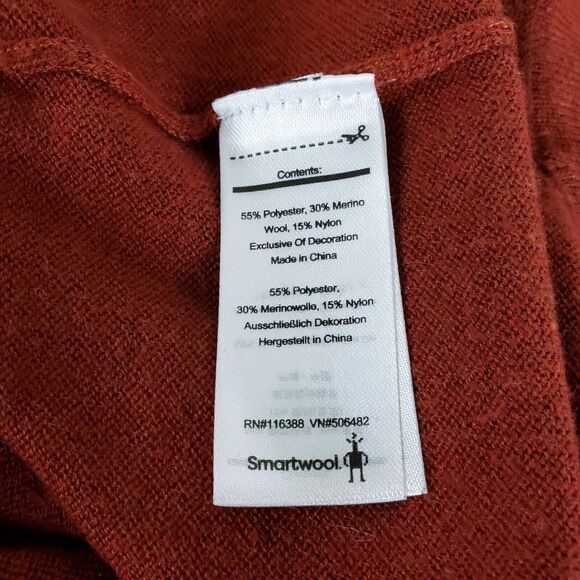 Contents:
55% Polyester, 30% Merino
Wool, 15% Nylon
Exclusive Of Decoration
Made in China
55% Polyester,
30% Merinowolle, 15% Nylon
Ausschließlich Dekoration
Hergestellt in China
RN#116388 VN#506482
Smartwool.